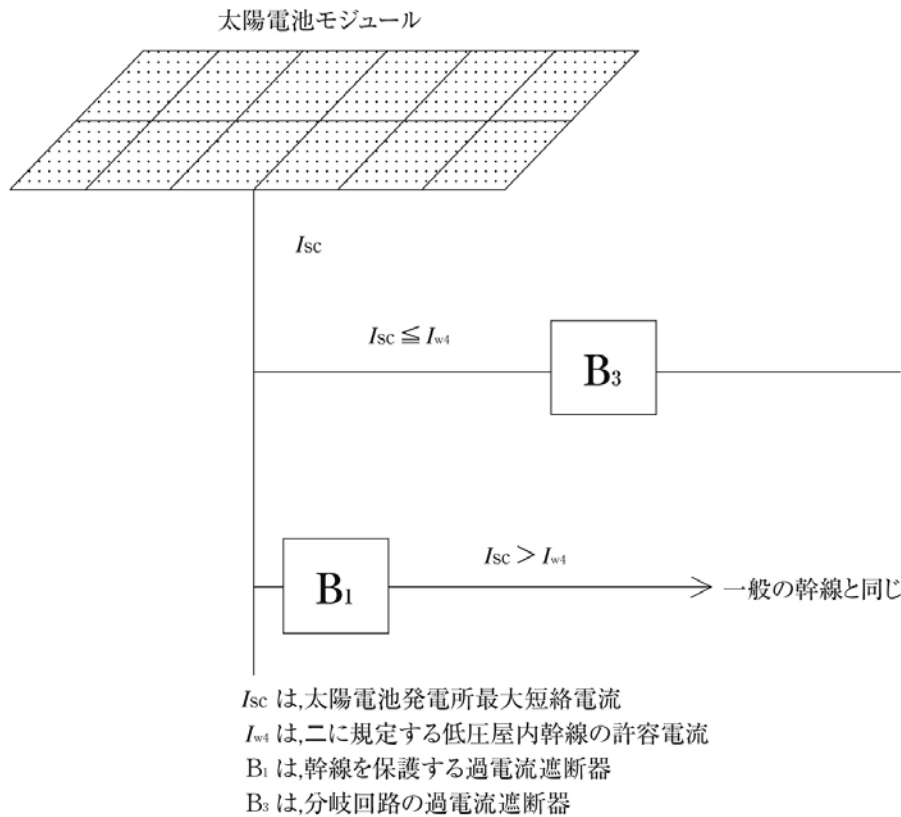 太陽電池モジュール
Isc
Isc ≦ Iw4
B3
Isc > Iw4
B1
一般の幹線と同じ
Isc は,太陽電池発電所最大短絡電流
Iw4 は,ニに規定する低圧屋内幹線の許容電流
B1 は,幹線を保護する過電流遮断器
B3 は,分岐回路の過電流遮断器